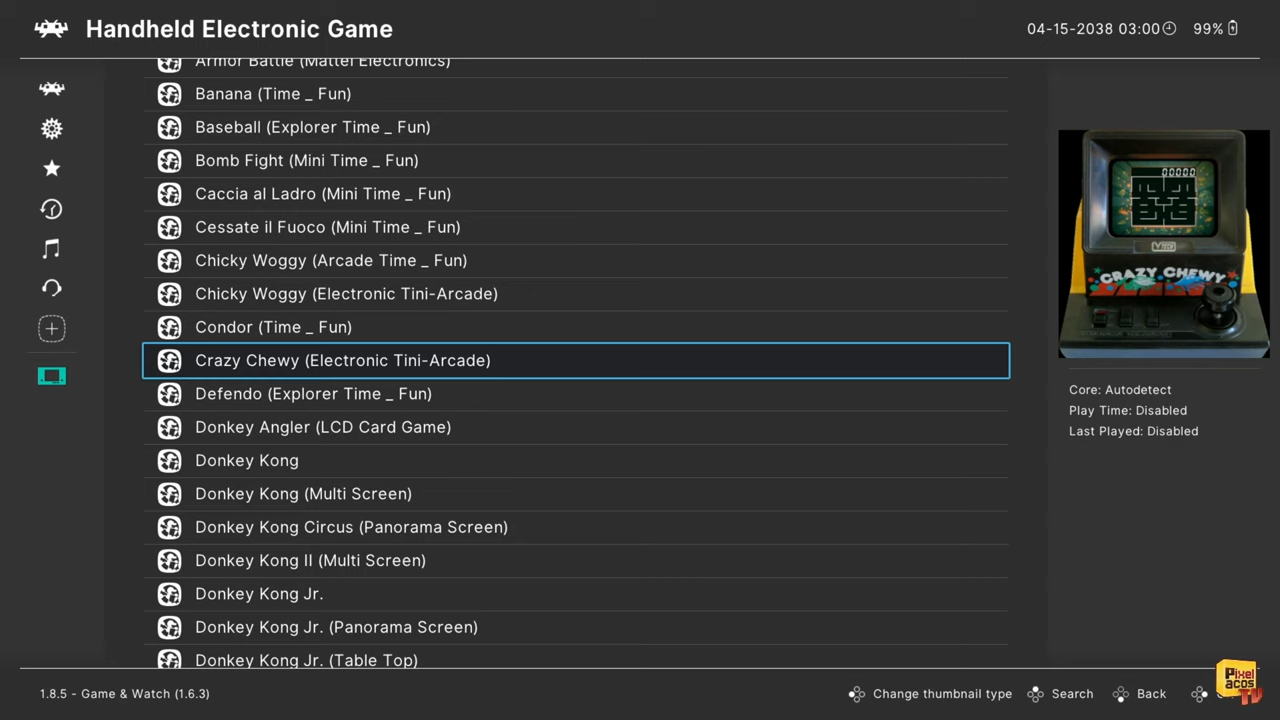 Handheld Electronic Game
04-15-2038 03:00
99%
Armor Battle (Mattel Electronics)
Banana (Time _ Fun)
Baseball (Explorer Time _ Fun)
Bomb Fight (Mini Time _ Fun)
Caccia al Ladro (Mini Time _ Fun)
Cessate il Fuoco (Mini Time _ Fun)
Chicky Woggy (Arcade Time _ Fun)
Chicky Woggy (Electronic Tini-Arcade)
Condor (Time _ Fun)
Crazy Chewy (Electronic Tini-Arcade)
Defendo (Explorer Time _ Fun)
Donkey Angler (LCD Card Game)
Donkey Kong
Donkey Kong (Multi Screen)
Donkey Kong Circus (Panorama Screen)
Donkey Kong II (Multi Screen)
Donkey Kong Jr.
Donkey Kong Jr. (Panorama Screen)
Donkey Kong Jr. (Table Top)
00000
CRAZY CHEWY
Core: Autodetect
Play Time: Disabled
Last Played: Disabled
1.8.5 - Game & Watch (1.6.3)
Change thumbnail type
Search
Back
Pixel
acos
TV